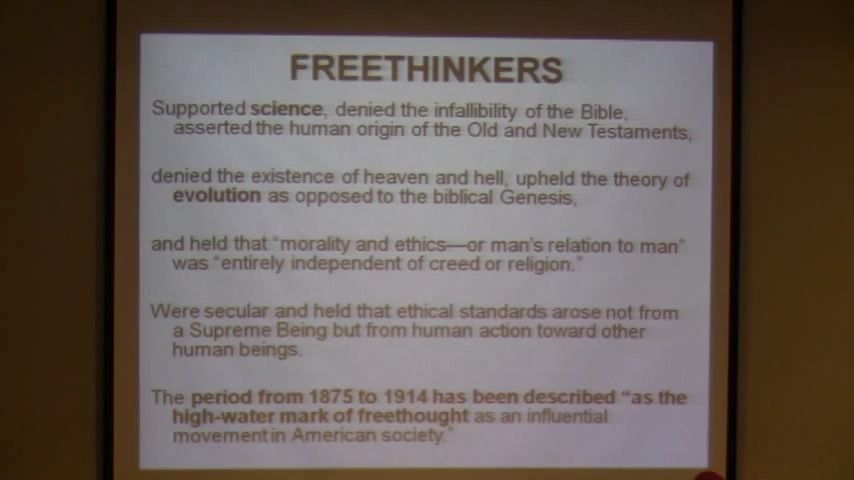 FREETHINKERS
Supported science, denied the infallibility of the Bible,
asserted the human origin of the Old and New Testaments,
denied the existence of heaven and hell, upheld the theory of
evolution as opposed to the biblical Genesis,
and held that “morality and ethics—or man's relation to man”
was “entirely independent of creed or religion.”
Were secular and held that ethical standards arose not from
a Supreme Being but from human action toward other
human beings.
The period from 1875 to 1914 has been described “as the
high-water mark of freethought as an influential
movement in American society.”